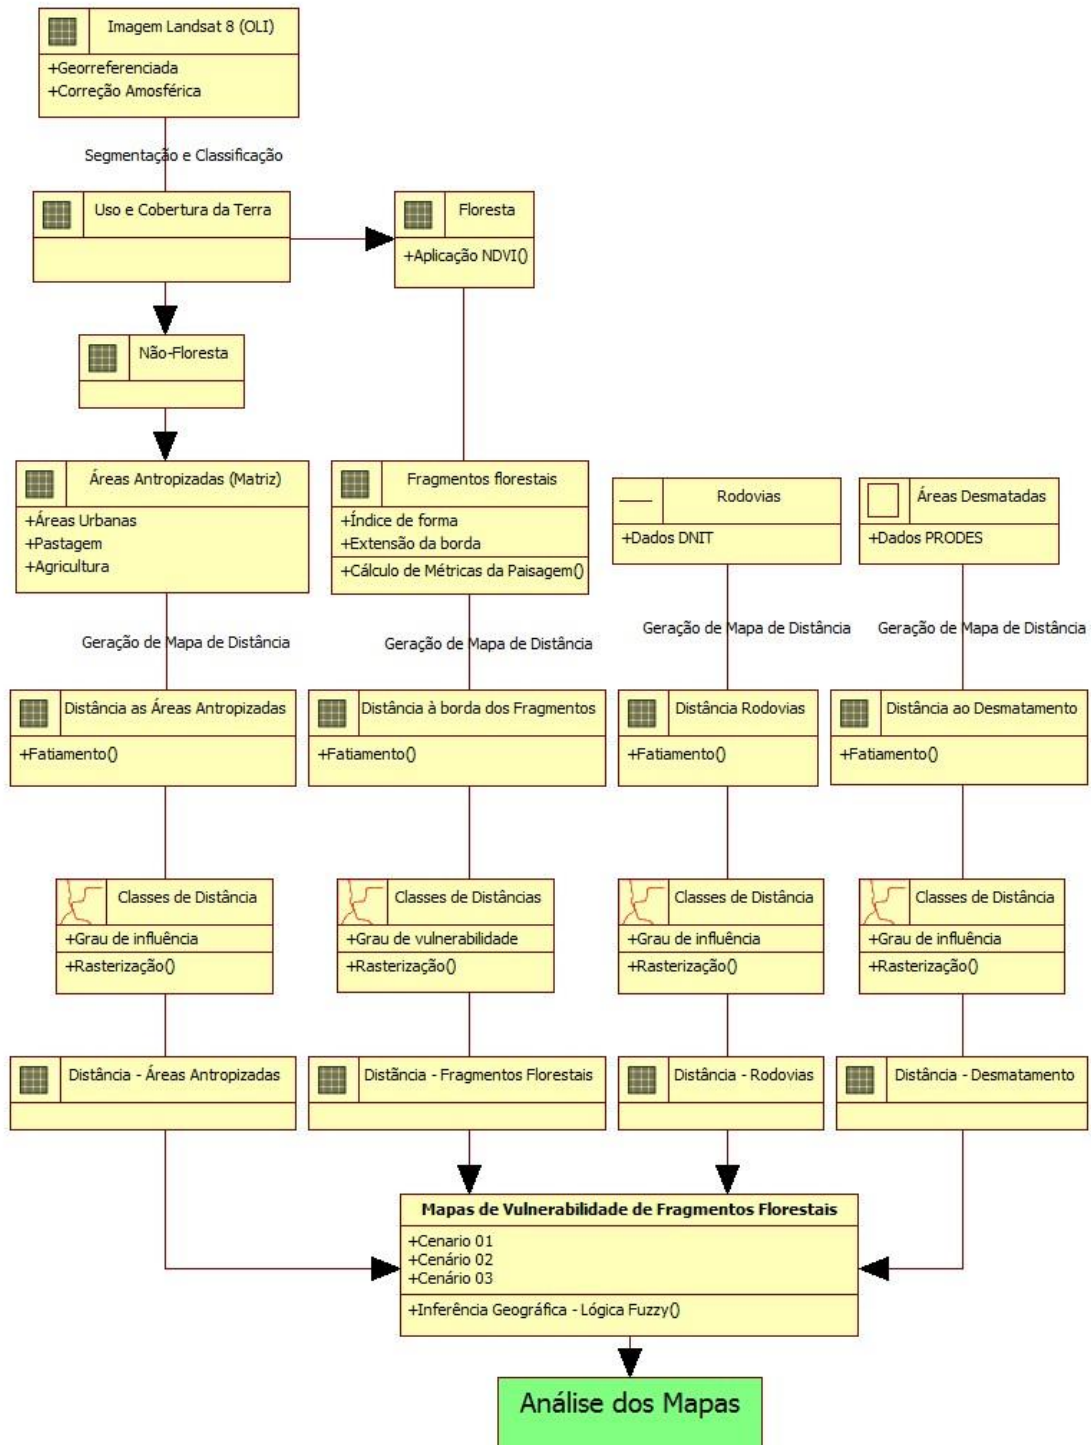 Imagem Landsat 8 (OLI)
+Georreferenciada
+Correção Amosférica
Segmentação e Classificação
Uso e Cobertura da Terra
Floresta
+Aplicação NDVI()
Não-Floresta
Áreas Antropizadas (Matriz)
+Áreas Urbanas
+Pastagem
+Agricultura
Fragmentos florestais
+Índice de forma
+Extensão da borda
+Cálculo de Métricas da Paisagem()
Rodovias
+Dados DNIT
Áreas Desmatadas
+Dados PRODES
Geração de Mapa de Distância
Geração de Mapa de Distância
Geração de Mapa de Distância
Geração de Mapa de Distância
Distância as Áreas Antropizadas
+Fatiamento()
Distância à borda dos Fragmentos
+Fatiamento()
Distância Rodovias
+Fatiamento()
Distância ao Desmatamento
+Fatiamento()
Classes de Distância
+Grau de influência
+Rasterização()
Classes de Distâncias
+Grau de vulnerabilidade
+Rasterização()
Classes de Distância
+Grau de influência
+Rasterização()
Classes de Distância
+Grau de influência
+Rasterização()
Distância - Áreas Antropizadas
Distãncia - Fragmentos Florestais
Distância - Rodovias
Distância - Desmatamento
Mapas de Vulnerabilidade de Fragmentos Florestais
+Cenario 01
+Cenário 02
+Cenário 03
+Inferência Geográfica - Lógica Fuzzy()
Análise dos Mapas